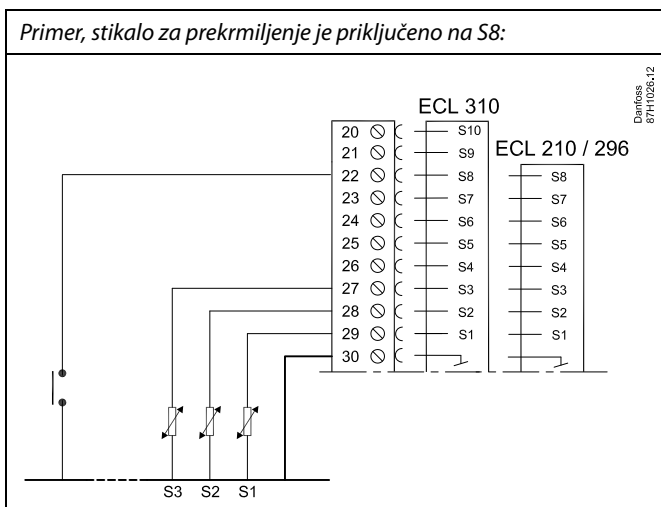 Primer, stikalo za prekrmiljenje je priključeno na S8:
Danfoss
87H1026.12
ECL 310
ECL 210 / 296
20 S10
21 S9
22 S8 S8
23 S7 S7
24 S6 S6
25 S5 S5
26 S4 S4
27 S3 S3
28 S2 S2
29 S1 S1
30
S3 S2 S1